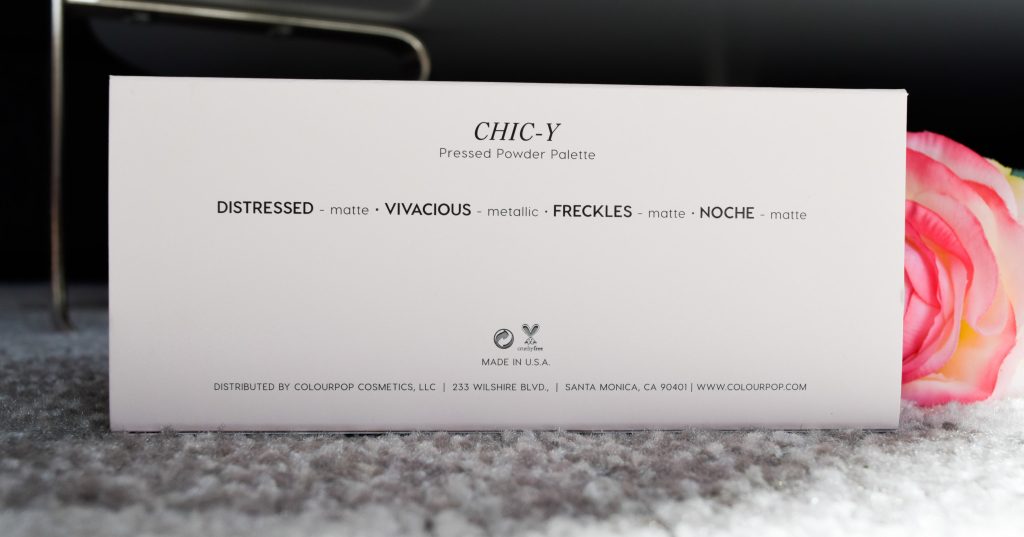 CHIC-Y
Pressed Powder Palette
DISTRESSED - matte · VIVACIOUS - metallic · FRECKLES - matte · NOCHE - matte
crueltyfree
MADE IN U.S.A.
DISTRIBUTED BY COLOURPOP COSMETICS, LLC | 233 WILSHIRE BLVD., | SANTA MONICA, CA 90401 | WWW.COLOURPOP.COM